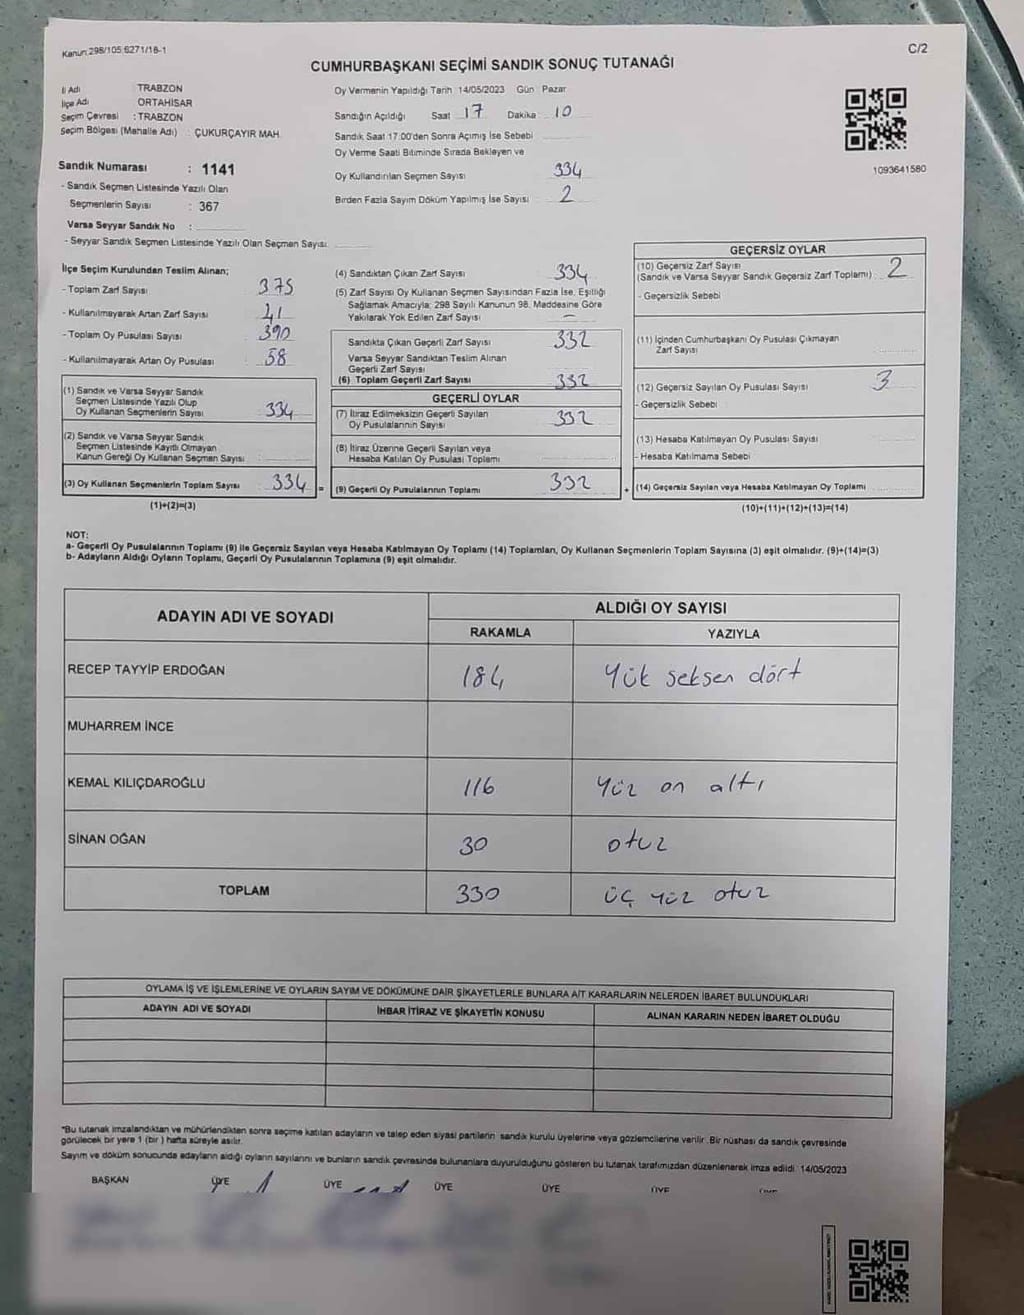 Kanun:298/105 6271/18-1
C/2
CUMHURBAŞKANI SEÇİMİ SANDIK SONUÇ TUTANAĞI
İl Adı TRABZON
İlçe Adı ORTAHİSAR
Seçim Çevresi : TRABZON
Seçim Bölgesi (Mahalle Adı) : ÇUKURÇAYIR MAH.
Sandık Numarası : 1141
- Sandık Seçmen Listesinde Yazılı Olan
Seçmenlerin Sayısı : 367
Varsa Seyyar Sandık No :
- Seyyar Sandık Seçmen Listesinde Yazılı Olan Seçmen Sayısı
Oy Vermenin Yapıldığı Tarih 14/05/2023 Gün Pazar
Sandığın Açıldığı Saat 17 Dakika 10
Sandık Saat 17:00'den Sonra Açımış İse Sebebi
Oy Verme Saati Bitiminde Sırada Bekleyen ve
Oy Kullandırılan Seçmen Sayısı 334
Birden Fazla Sayım Döküm Yapılmış İse Sayısı 2
1093641580
İlçe Seçim Kurulundan Teslim Alınan;
- Toplam Zarf Sayısı 375
- Kullanılmayarak Artan Zarf Sayısı 41
- Toplam Oy Pusulası Sayısı 390
- Kullanılmayarak Artan Oy Pusulası 58
(1) Sandık ve Varsa Seyyar Sandık
Seçmen Listesinde Yazılı Olup
Oy Kullanan Seçmenlerin Sayısı 334
(2) Sandık ve Varsa Seyyar Sandık
Seçmen Listesinde Kayıtlı Olmayan
Kanun Gereği Oy Kullanan Seçmen Sayısı
(3) Oy Kullanan Seçmenlerin Toplam Sayısı 334 =
(1)+(2)=(3)
(4) Sandıktan Çıkan Zarf Sayısı 334
(5) Zarf Sayısı Oy Kullanan Seçmen Sayısından Fazla İse, Eşitliği
Sağlamak Amacıyla; 298 Sayılı Kanunun 98. Maddesine Göre
Yakılarak Yok Edilen Zarf Sayısı –
Sandıkta Çıkan Geçerli Zarf Sayısı 332
Varsa Seyyar Sandıktan Teslim Alınan
Geçerli Zarf Sayısı
(6) Toplam Geçerli Zarf Sayısı 332
GEÇERLİ OYLAR
(7) İtiraz Edilmeksizin Geçerli Sayılan
Oy Pusulalarının Sayısı 332
(8) İtiraz Üzerine Geçerli Sayılan veya
Hesaba Katılan Oy Pusulası Toplamı
(9) Geçerli Oy Pusulalarının Toplamı 332 +
GEÇERSİZ OYLAR
(10) Geçersiz Zarf Sayısı
(Sandık ve Varsa Seyyar Sandık Geçersiz Zarf Toplamı) : 2
- Geçersizlik Sebebi
(11) İçinden Cumhurbaşkanı Oy Pusulası Çıkmayan
Zarf Sayısı
(12) Geçersiz Sayılan Oy Pusulası Sayısı 3
- Geçersizlik Sebebi
(13) Hesaba Katılmayan Oy Pusulası Sayısı
- Hesaba Katılmama Sebebi
(14) Geçersiz Sayılan veya Hesaba Katılmayan Oy Toplamı
(10)+(11)+(12)+(13)=(14)
NOT:
a- Geçerli Oy Pusulalarının Toplamı (9) ile Geçersiz Sayılan veya Hesaba Katılmayan Oy Toplamı (14) Toplamları, Oy Kullanan Seçmenlerin Toplam Sayısına (3) eşit olmalıdır. (9)+(14)=(3)
b- Adayların Aldığı Oyların Toplamı, Geçerli Oy Pusulalarının Toplamına (9) eşit olmalıdır.
ADAYIN ADI VE SOYADI ALDIĞI OY SAYISI
RAKAMLA YAZIYLA
RECEP TAYYİP ERDOĞAN 184 Yük seksen dört
MUHARREM İNCE
KEMAL KILIÇDAROĞLU 116 Yüz on altı
SİNAN OĞAN 30 otuz
TOPLAM 330 üç yüz otuz
OYLAMA İŞ VE İŞLEMLERİNE VE OYLARIN SAYIM VE DÖKÜMÜNE DAİR ŞİKAYETLERLE BUNLARA AİT KARARLARIN NELERDEN İBARET BULUNDUKLARI
ADAYIN ADI VE SOYADI İHBAR İTİRAZ VE ŞİKAYETİN KONUSU ALINAN KARARIN NEDEN İBARET OLDUĞU
*Bu tutanak imzalandıktan ve mühürlendikten sonra seçime katılan adayların ve talep eden siyasi partilerin sandık kurulu üyelerine veya gözlemcilerine verilir. Bir nüshası da sandık çevresinde
görülecek bir yere 1 (bir ) hafta süreyle asılır.
Sayım ve döküm sonucunda adayların aldığı oyların sayılarını ve bunların sandık çevresinde bulunanlara duyurulduğunu gösteren bu tutanak tarafımızdan düzenlenerek imza edildi. 14/05/2023
BAŞKAN ÜYE ÜYE ÜYE ÜYE ÜYE ÜYE